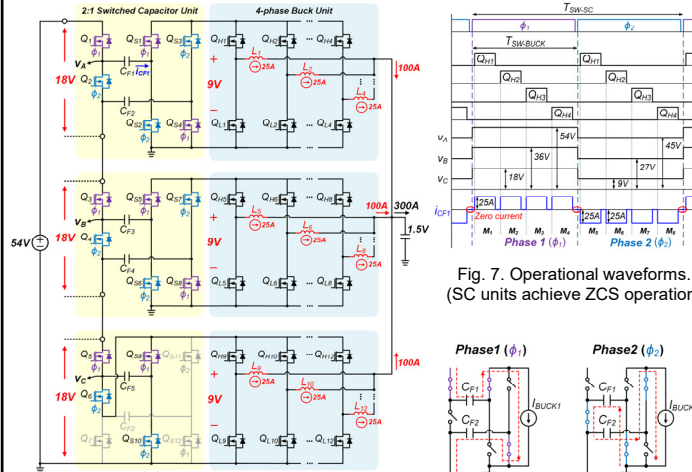 2:1 Switched Capacitor Unit
4-phase Buck Unit
Q1 ϕ1 QS1 ϕ1 QS3 ϕ2
QH1 QH2 ... QH4
18V vA CF1 iCF1
L1 25A
100A
Q2 ϕ2
+ 9V −
L2 25A
CF2
L4 25A
QS2 ϕ2 QS4 ϕ1
QL1 QL2 ... QL4
Q3 ϕ1 QS5 ϕ1 QS7 ϕ2
QH5 QH6 ... QH8
100A 300A
54V
18V vB CF3
L5 25A
Q4 ϕ2
+ 9V −
L6 25A
1.5V
CF4
L8 25A
QS6 ϕ2 QS8 ϕ1
QL5 QL6 ... QL8
Q5 ϕ1 QS9 ϕ1 QS11 ϕ2
QH9 QH10 ... QH12
100A
18V vC CF5
L9 25A
Q6 ϕ2
+ 9V −
L10 25A
CF2
L12 25A
Q7 QS10 ϕ2 QS12 ϕ1
QL9 QL10 ... QL12
TSW-SC
ϕ1 ϕ2
TSW-BUCK
QH1 QH1
QH2 QH2
QH3 QH3
QH4 QH4 QH4
vA 54V 45V
vB 36V 27V
vC 18V 9V
iCF1 25A
Zero current 25A 25A
M1 M2 M3 M4 M5 M6 M7 M8
Phase 1 (ϕ1) Phase 2 (ϕ2)
Fig. 7. Operational waveforms.
(SC units achieve ZCS operation
Phase1 (ϕ1) Phase2 (ϕ2)
CF1 IBUCK1 CF1 IBUCK
CF2 CF2